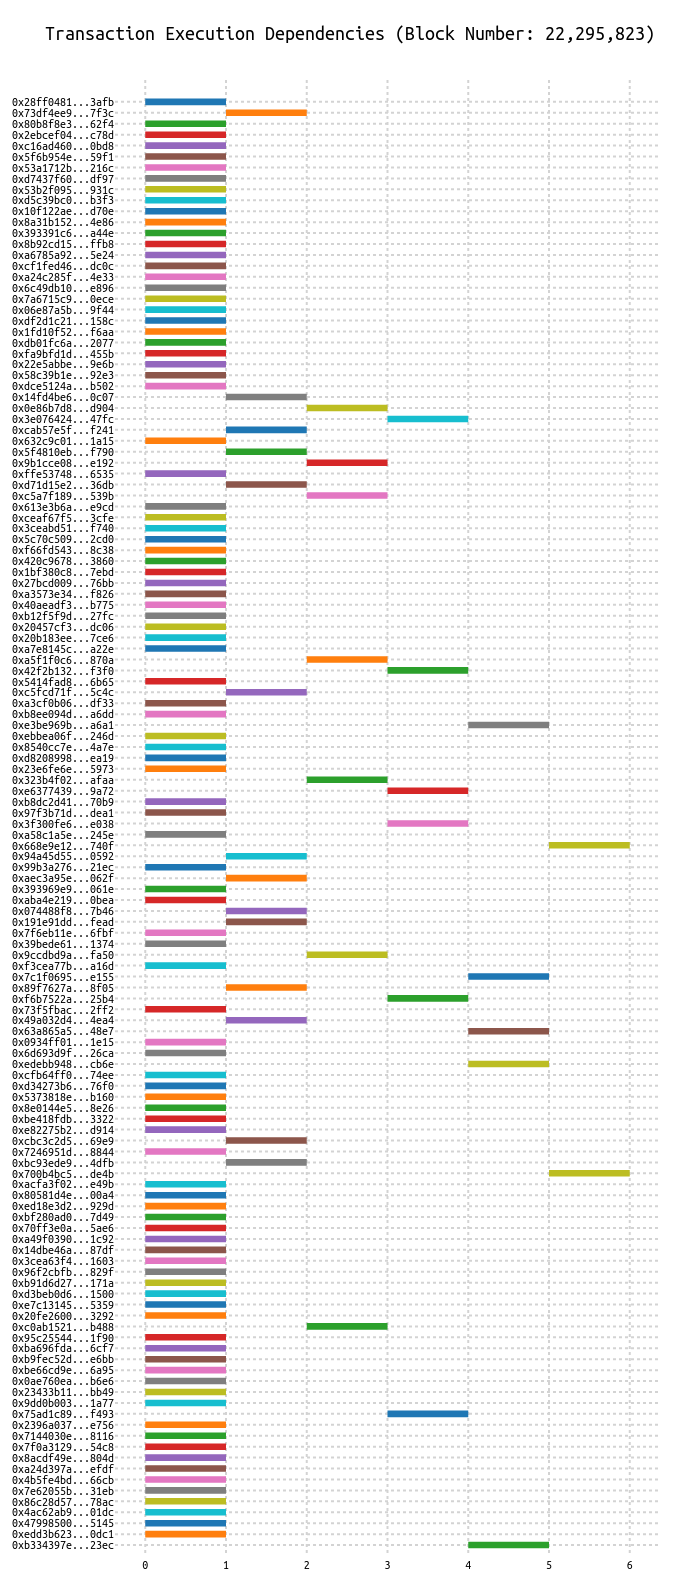 Transaction Execution Dependencies (Block Number: 22,295,823)
0x28ff0481...3afb
0x73df4ee9...7f3c
0x80b8f8e3...62f4
0x2ebcef04...c78d
0xc16ad460...0bd8
0x5f6b954e...59f1
0x53a1712b...216c
0xd7437f60...df97
0x53b2f095...931c
0xd5c39bc0...b3f3
0x10f122ae...d70e
0x8a31b152...4e86
0x393391c6...a44e
0x8b92cd15...ffb8
0xa6785a92...5e24
0xcf1fed46...dc0c
0xa24c285f...4e33
0x6c49db10...e896
0x7a6715c9...0ece
0x06e87a5b...9f44
0xdf2d1c21...158c
0x1fd10f52...f6aa
0xdb01fc6a...2077
0xfa9bfd1d...455b
0x22e5abbe...9e6b
0x58c39b1e...92e3
0xdce5124a...b502
0x14fd4be6...0c07
0x0e86b7d8...d904
0x3e076424...47fc
0xcab57e5f...f241
0x632c9c01...1a15
0x5f4810eb...f790
0x9b1cce08...e192
0xffe53748...6535
0xd71d15e2...36db
0xc5a7f189...539b
0x613e3b6a...e9cd
0xceaf67f5...3cfe
0x3ceabd51...f740
0x5c70c509...2cd0
0xf66fd543...8c38
0x420c9678...3860
0x1bf380c8...7ebd
0x27bcd009...76bb
0xa3573e34...f826
0x40aeadf3...b775
0xb12f5f9d...27fc
0x20457cf3...dc06
0x20b183ee...7ce6
0xa7e8145c...a22e
0xa5f1f0c6...870a
0x42f2b132...f3f0
0x5414fad8...6b65
0xc5fcd71f...5c4c
0xa3cf0b06...df33
0xb8ee094d...a6dd
0xe3be969b...a6a1
0xebbea06f...246d
0x8540cc7e...4a7e
0xd8208998...ea19
0x23e6fe6e...5973
0x323b4f02...afaa
0xe6377439...9a72
0xb8dc2d41...70b9
0x97f3b71d...dea1
0x3f300fe6...e038
0xa58c1a5e...245e
0x668e9e12...740f
0x94a45d55...0592
0x99b3a276...21ec
0xaec3a95e...062f
0x393969e9...061e
0xaba4e219...0bea
0x074488f8...7b46
0x191e91dd...fead
0x7f6eb11e...6fbf
0x39bede61...1374
0x9ccdbd9a...fa50
0xf3cea77b...a16d
0x7c1f0695...e155
0x89f7627a...8f05
0xf6b7522a...25b4
0x73f5fbac...2ff2
0x49a032d4...4ea4
0x63a865a5...48e7
0x0934ff01...1e15
0x6d693d9f...26ca
0xedebb948...cb6e
0xcfb64ff0...74ee
0xd34273b6...76f0
0x5373818e...b160
0x8e0144e5...8e26
0xbe418fdb...3322
0xe82275b2...d914
0xcbc3c2d5...69e9
0x7246951d...8844
0xbc93ede9...4dfb
0x700b4bc5...de4b
0xacfa3f02...e49b
0x80581d4e...00a4
0xed18e3d2...929d
0xbf280ad0...7d49
0x70ff3e0a...5ae6
0xa49f0390...1c92
0x14dbe46a...87df
0x3cea63f4...1603
0x96f2cbfb...829f
0xb91d6d27...171a
0xd3beb0d6...1500
0xe7c13145...5359
0x20fe2600...3292
0xc0ab1521...b488
0x95c25544...1f90
0xba696fda...6cf7
0xb9fec52d...e6bb
0xbe66cd9e...6a95
0x0ae760ea...b6e6
0x23433b11...bb49
0x9dd0b003...1a77
0x75ad1c89...f493
0x2396a037...e756
0x7144030e...8116
0x7f0a3129...54c8
0x8acdf49e...804d
0xa24d397a...efdf
0x4b5fe4bd...66cb
0x7e62055b...31eb
0x86c28d57...78ac
0x4ac62ab9...01dc
0x47998500...5145
0xedd3b623...0dc1
0xb334397e...23ec
0 1 2 3 4 5 6